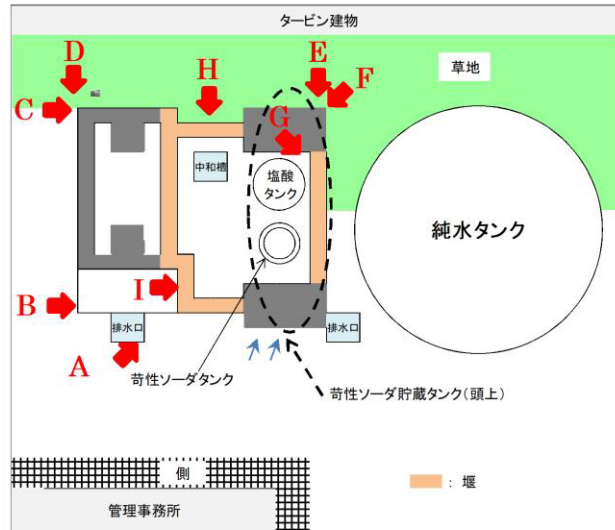 タービン建物
D
E
H
F
草地
C
G
中和槽
塩酸
タンク
純水タンク
I
B
排水口
排水口
A
苛性ソーダタンク
苛性ソーダ貯蔵タンク(頭上)
側
: 堰
管理事務所